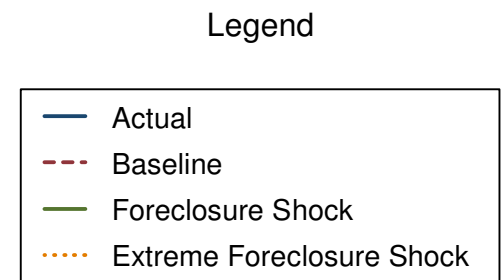 Legend
Actual
Baseline
Foreclosure Shock
Extreme Foreclosure Shock